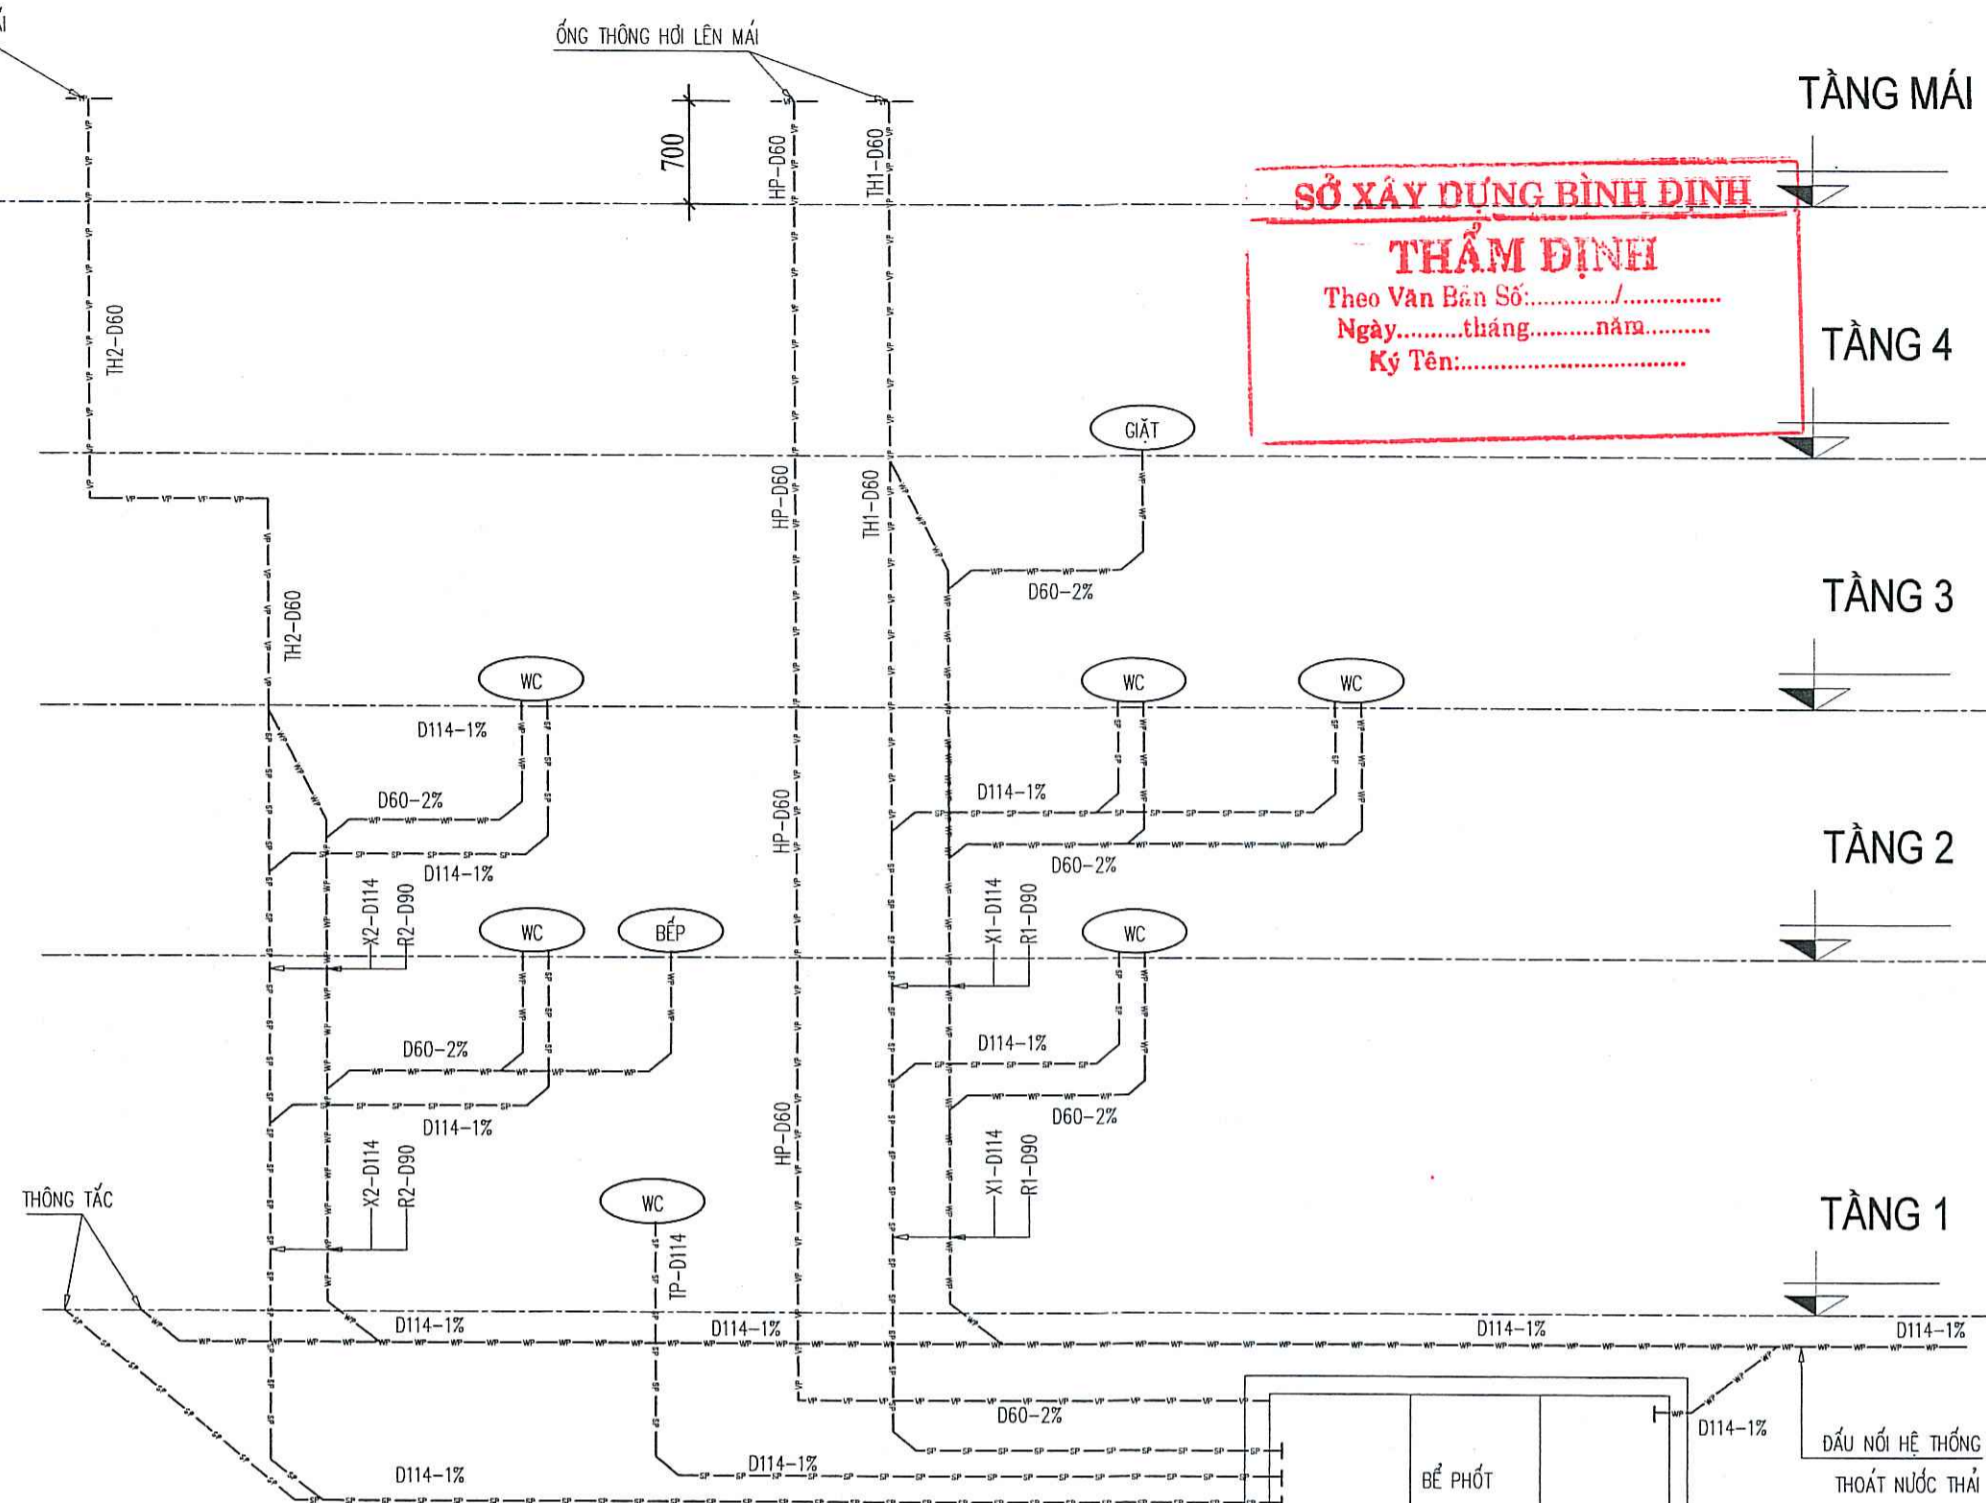 ỐNG THÔNG HƠI LÊN MÁI
TẦNG MÁI
700
HP-D60
TH1-D60
SỞ XÂY DỰNG BÌNH ĐỊNH
THẨM ĐỊNH
Theo Văn Bản Số:............/..............
Ngày..........tháng..........năm..........
Ký Tên:..................................
TH2-D60
TẦNG 4
GIẶT
HP-D60
TH1-D60
D60-2%
TẦNG 3
TH2-D60
WC
WC
WC
D114-1%
D60-2%
D114-1%
HP-D60
D114-1%
D60-2%
TẦNG 2
X2-D114
R2-D90
X1-D114
R1-D90
WC
BẾP
WC
D60-2%
D114-1%
D114-1%
D60-2%
HP-D60
X2-D114
R2-D90
X1-D114
R1-D90
THÔNG TẮC
WC
TP-D114
TẦNG 1
D114-1%
D114-1%
D114-1%
D114-1%
D60-2%
D114-1%
D114-1%
D114-1%
BỂ PHỐT
ĐẤU NỐI HỆ THỐNG
THOÁT NƯỚC THẢI